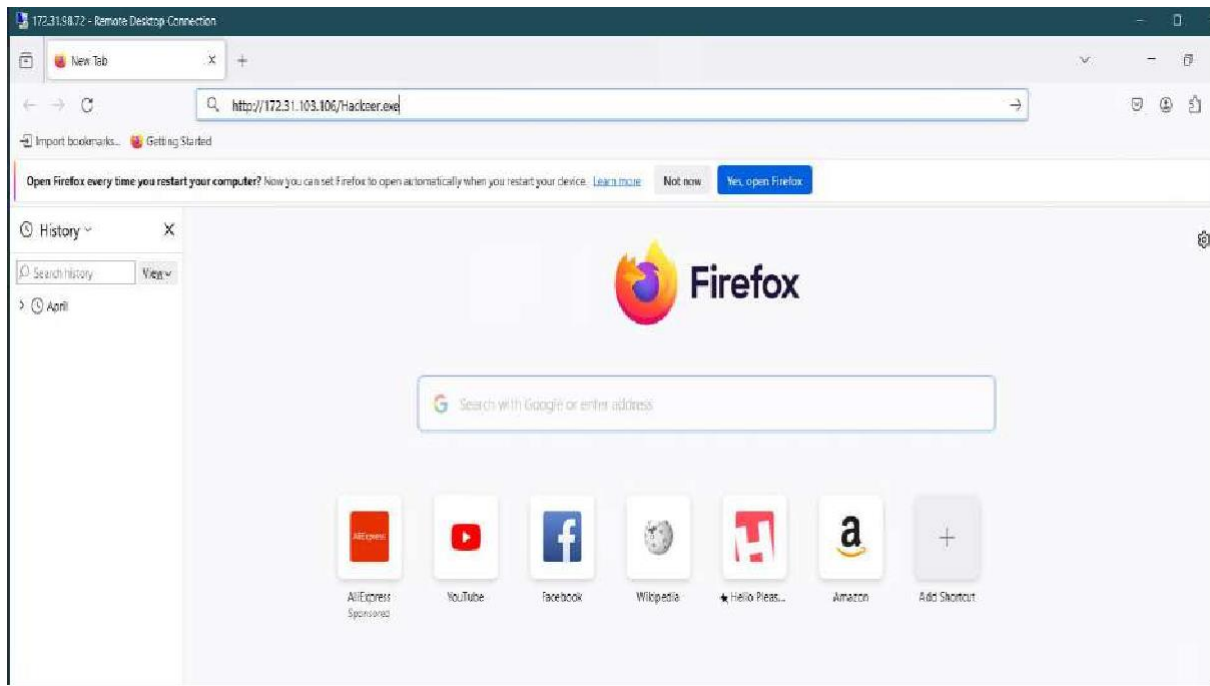 172.31.98.72 - Remote Desktop Connection
New Tab
http://172.31.103.106/Hackeer.exe
Import bookmarks... Getting Started
Open Firefox every time you restart your computer? Now you can set Firefox to open automatically when you restart your device. Learn more Not now Yes, open Firefox
History
Search history View
April
Firefox
Search with Google or enter address
AliExpress
AliExpress YouTube Facebook Wikipedia Hello Pleas... Amazon Add Shortcut
Sponsored